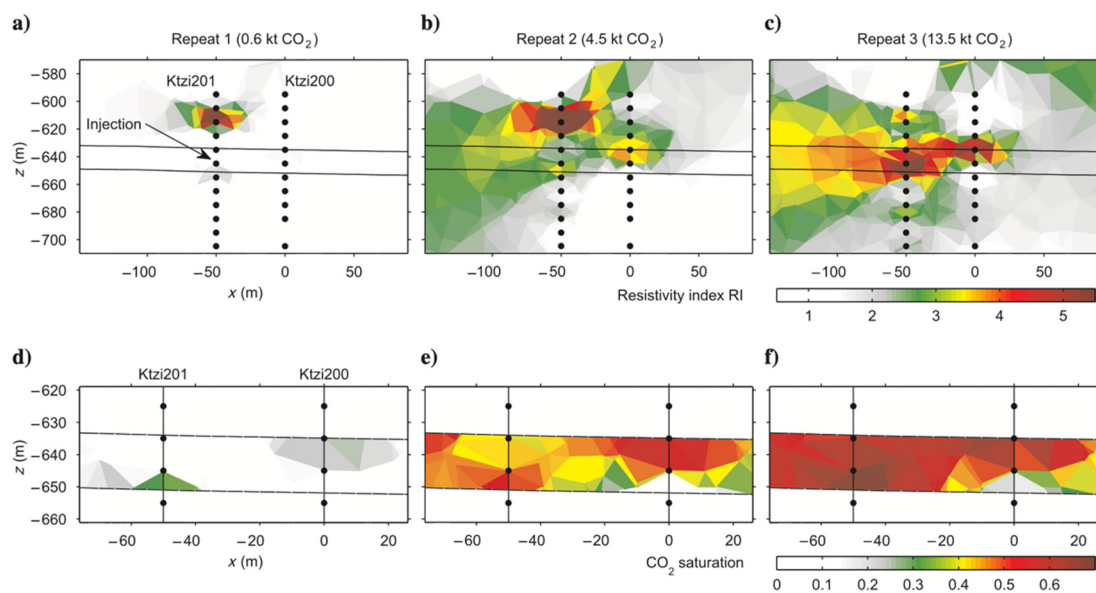 a) b) c)
Repeat 1 (0.6 kt CO2) Repeat 2 (4.5 kt CO2) Repeat 3 (13.5 kt CO2)
Ktzi201 Ktzi200
Injection
z (m)
−580
−600
−620
−640
−660
−680
−700
−100 −50 0 50 −100 −50 0 50 −100 −50 0 50
x (m) Resistivity index RI
1 2 3 4 5
d) e) f)
Ktzi201 Ktzi200
z (m)
−620
−630
−640
−650
−660
−60 −40 −20 0 20 −60 −40 −20 0 20 −60 −40 −20 0 20
x (m) CO2 saturation
0 0.1 0.2 0.3 0.4 0.5 0.6